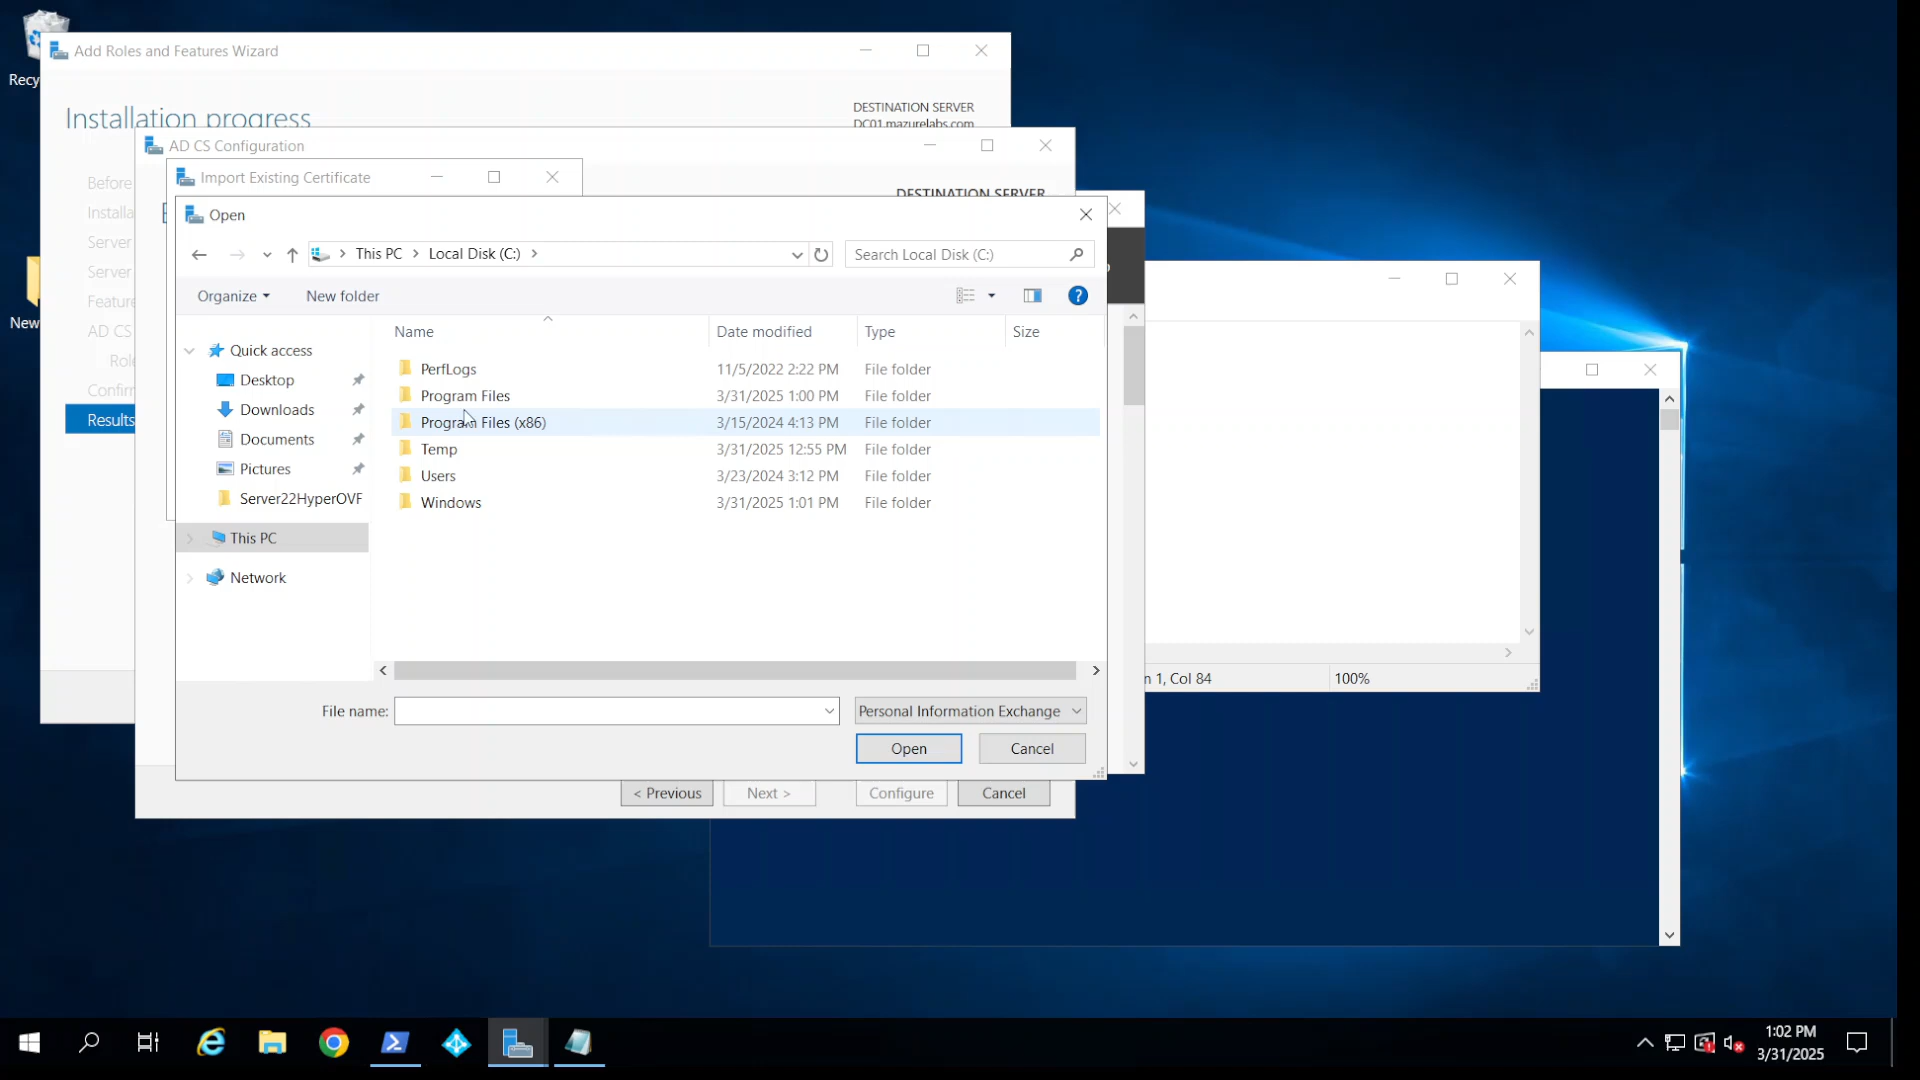 Recy
New
Add Roles and Features Wizard
Installation progress
DESTINATION SERVER
DC01.mazurelabs.com
Before
Installa
Server
Server
Feature
AD CS
Role
Confirm
Results
AD CS Configuration
DESTINATION SERVER
Import Existing Certificate
Open
This PC
Local Disk (C:)
Search Local Disk (C:)
Organize
New folder
?
Name
Date modified
Type
Size
Quick access
Desktop
Downloads
Documents
Pictures
Server22HyperOVF
This PC
Network
PerfLogs 11/5/2022 2:22 PM File folder
Program Files 3/31/2025 1:00 PM File folder
Program Files (x86) 3/15/2024 4:13 PM File folder
Temp 3/31/2025 12:55 PM File folder
Users 3/23/2024 3:12 PM File folder
Windows 3/31/2025 1:01 PM File folder
File name:
Personal Information Exchange
Open
Cancel
< Previous
Next >
Configure
Cancel
n 1, Col 84
100%
1:02 PM
3/31/2025